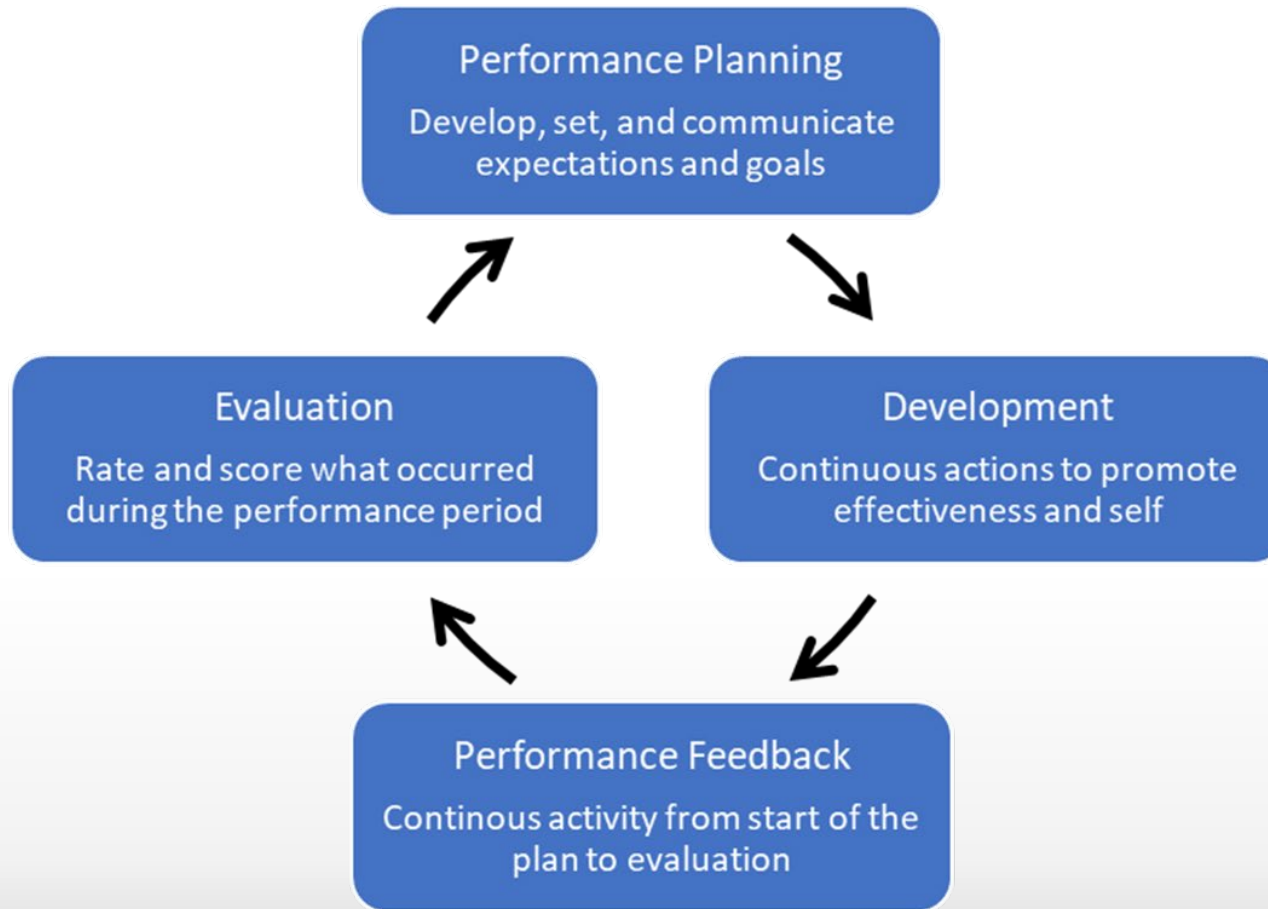 Performance Planning
Develop, set, and communicate
expectations and goals
Evaluation
Rate and score what occurred
during the performance period
Development
Continuous actions to promote
effectiveness and self
Performance Feedback
Continous activity from start of the
plan to evaluation